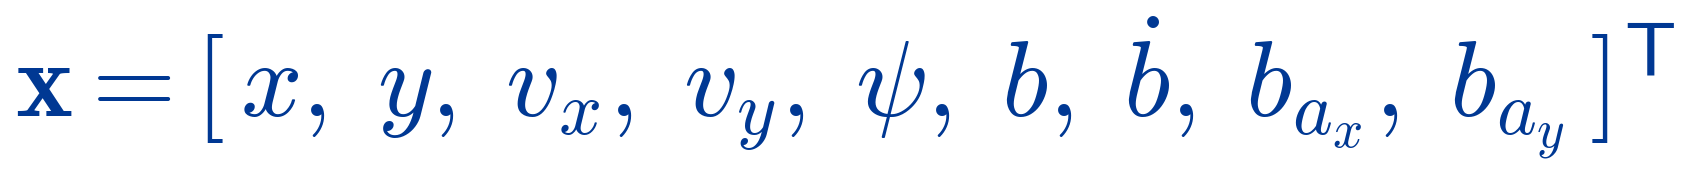 𝐱 = [ x, y, v_x, v_y, ψ, b, ḃ, b_{a_x}, b_{a_y} ]^T